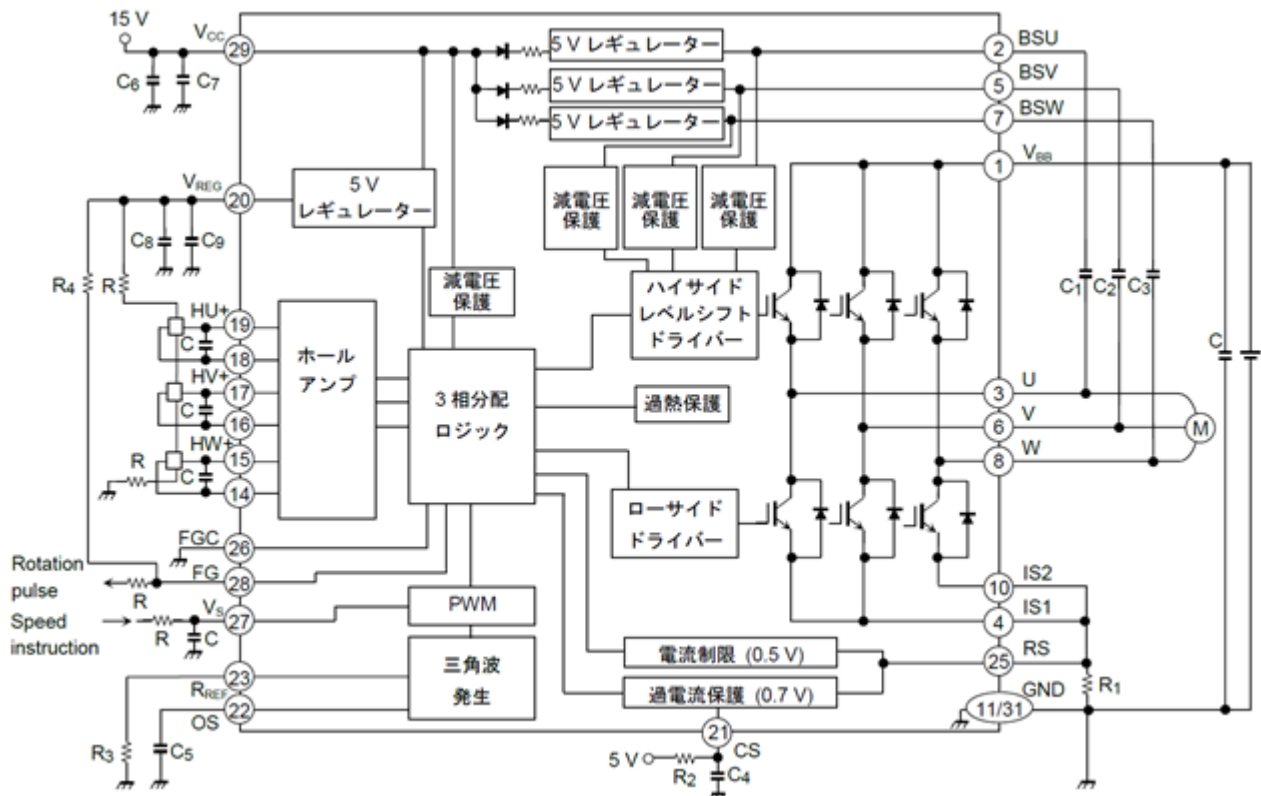 15 V
VCC
29
C6
C7
5 V レギュレーター
5 V レギュレーター
5 V レギュレーター
2
BSU
5
BSV
7
BSW
1
VBB
VREG
20
5 V
レギュレーター
減電圧
保護
減電圧
保護
減電圧
保護
減電圧
保護
C8
C9
R4
R
ハイサイド
レベルシフト
ドライバー
C1
C2
C3
C
HU+
19
C
18
HV+
17
C
16
HW+
15
R
C
14
ホール
アンプ
3 相分配
ロジック
過熱保護
3
U
6
V
8
W
M
ローサイド
ドライバー
FGC
26
Rotation
pulse
R
FG
28
Speed
instruction
R
C
VS
27
PWM
10
IS2
4
IS1
25
RS
R1
電流制限 (0.5 V)
過電流保護 (0.7 V)
三角波
発生
23
RREF
22
OS
R3
C5
11/31
GND
21
CS
5 V
R2
C4